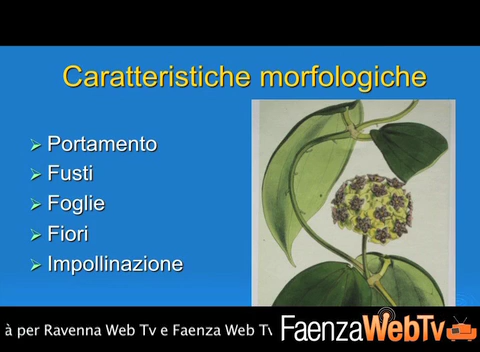 Caratteristiche morfologiche
Portamento
Fusti
Foglie
Fiori
Impollinazione
à per Ravenna Web Tv e Faenza Web Tv
FaenzaWebTv